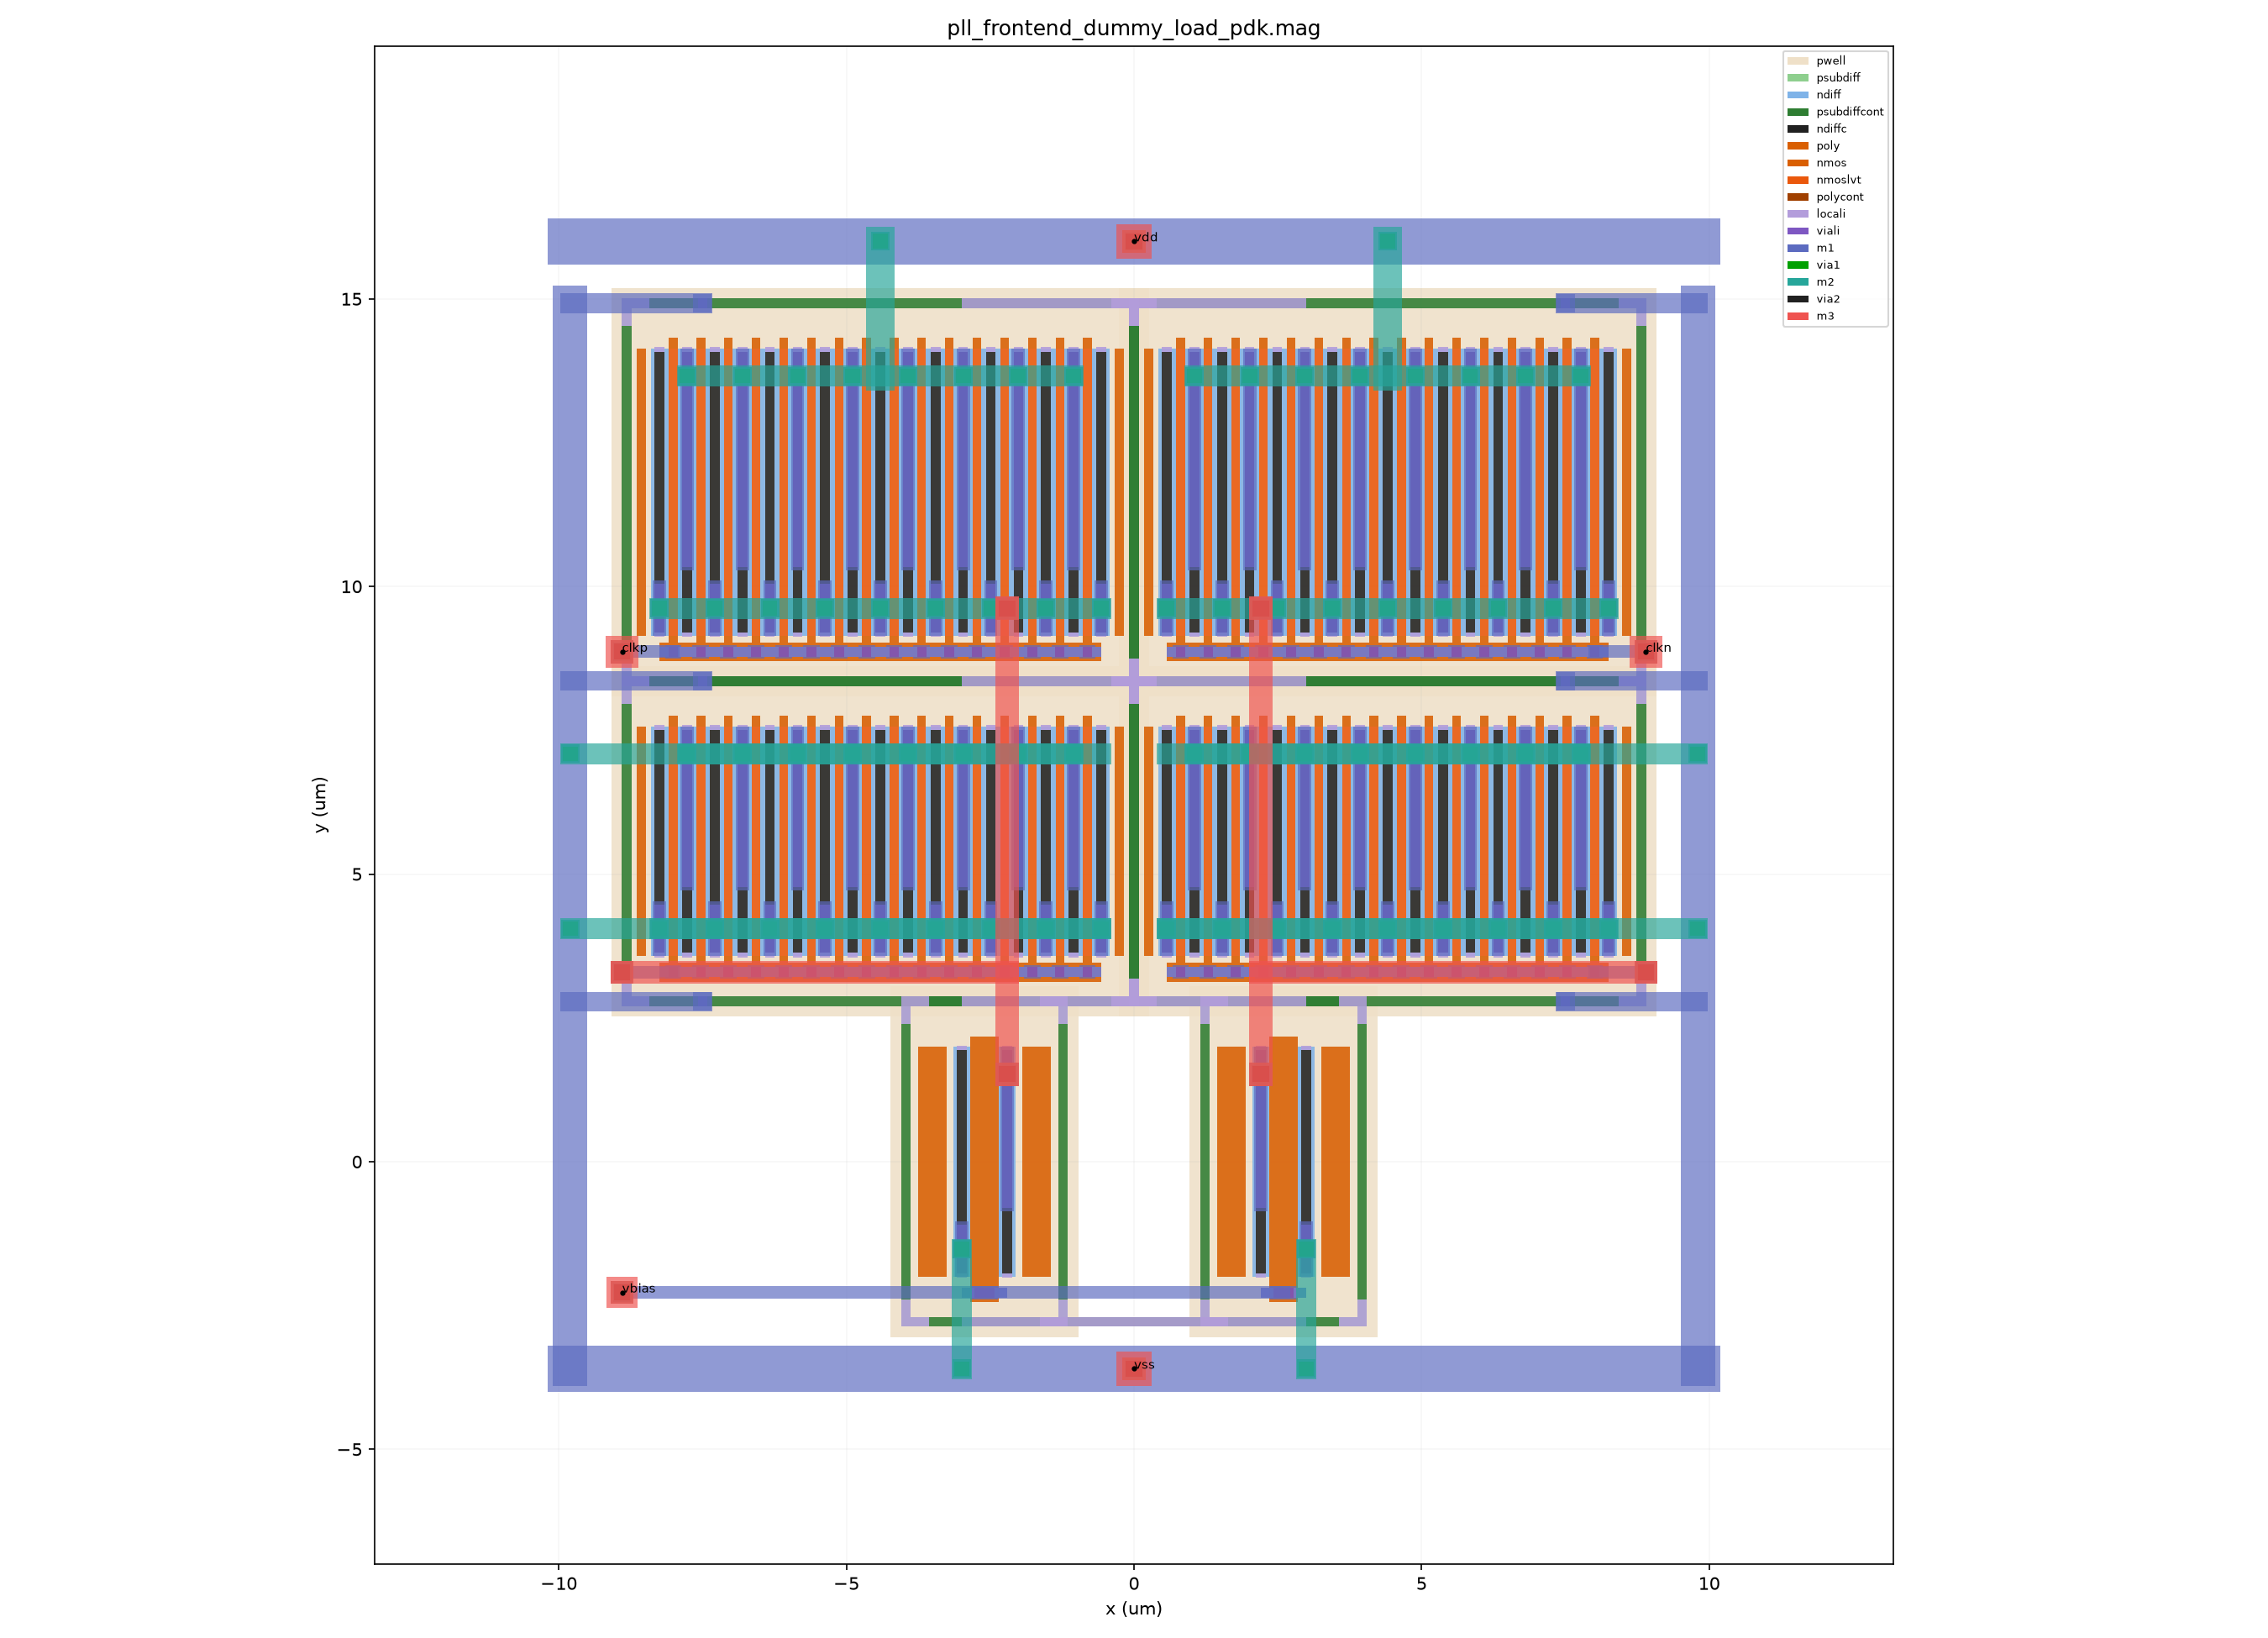 pll_frontend_dummy_load_pdk.mag
pwell
psubdiff
ndiff
psubdiffcont
ndiffc
poly
nmos
nmoslvt
polycont
locali
viali
m1
via1
m2
via2
m3
vdd
15
10
clkp
clkn
5
y (um)
0
vbias
vss
−5
−10
−5
0
5
10
x (um)